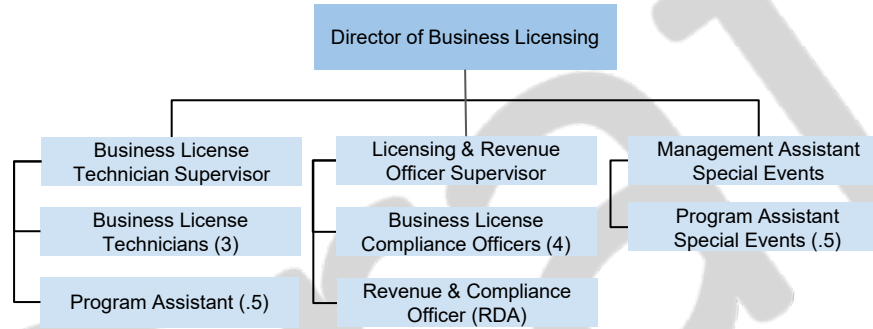 Director of Business Licensing
Business License
Technician Supervisor
Business License
Technicians (3)
Program Assistant (.5)
Licensing & Revenue
Officer Supervisor
Business License
Compliance Officers (4)
Revenue & Compliance
Officer (RDA)
Management Assistant
Special Events
Program Assistant
Special Events (.5)